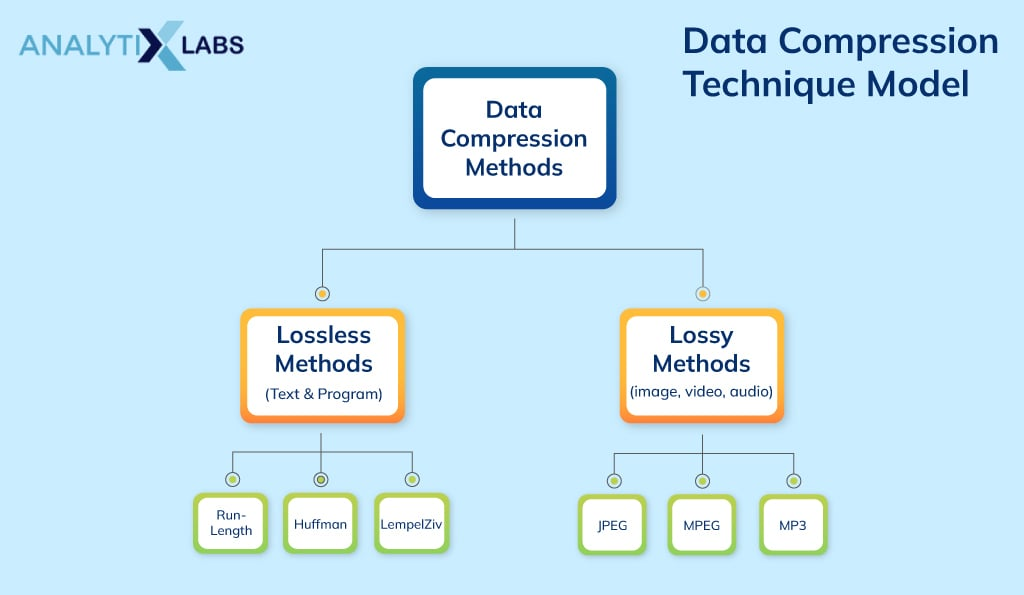 ANALYTIXLABS
Data Compression
Technique Model
Data
Compression
Methods
Lossless
Methods
(Text & Program)
Lossy
Methods
(image, video, audio)
Run-
Length
Huffman
LempelZiv
JPEG
MPEG
MP3